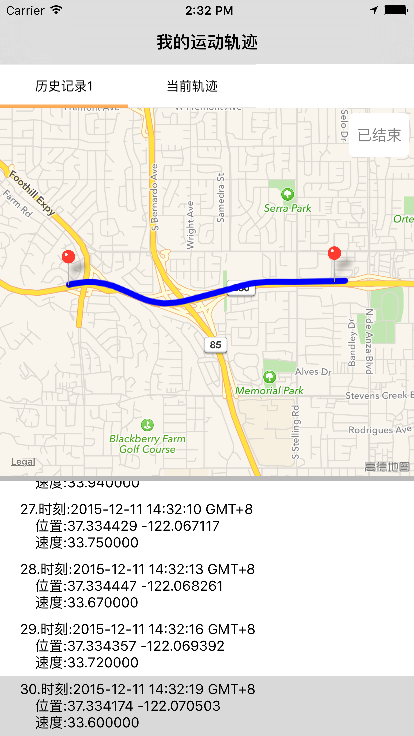 Carrier 2:32 PM
我的运动轨迹
历史记录1 当前轨迹
已结束
Fremont Ave
W Fremont Ave
Selo Dr
Foothill Expy
Farm Rd
S Bernardo Ave
Wright Ave
Samedra St
Serra Park
85
N de Anza Blvd
Bandley Dr
Alves Dr
Memorial Park
Stevens Creek B
S Stelling Rd
Rodrigues Ave
Blackberry Farm
Golf Course
Legal
高德地图
速度:33.940000
27.时刻:2015-12-11 14:32:10 GMT+8
位置:37.334429 -122.067117
速度:33.750000
28.时刻:2015-12-11 14:32:13 GMT+8
位置:37.334447 -122.068261
速度:33.670000
29.时刻:2015-12-11 14:32:16 GMT+8
位置:37.334357 -122.069392
速度:33.720000
30.时刻:2015-12-11 14:32:19 GMT+8
位置:37.334174 -122.070503
速度:33.600000